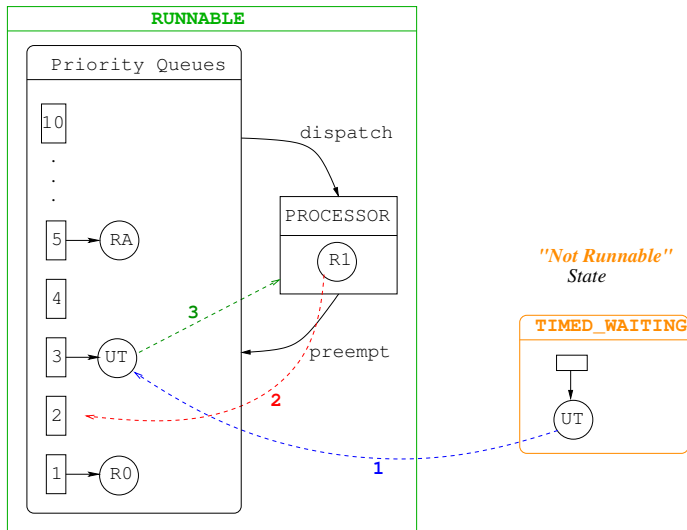 RUNNABLE
Priority Queues
10
.
.
.
5
RA
4
3
UT
2
1
R0
dispatch
PROCESSOR
R1
preempt
3
2
1
"Not Runnable"
State
TIMED_WAITING
UT